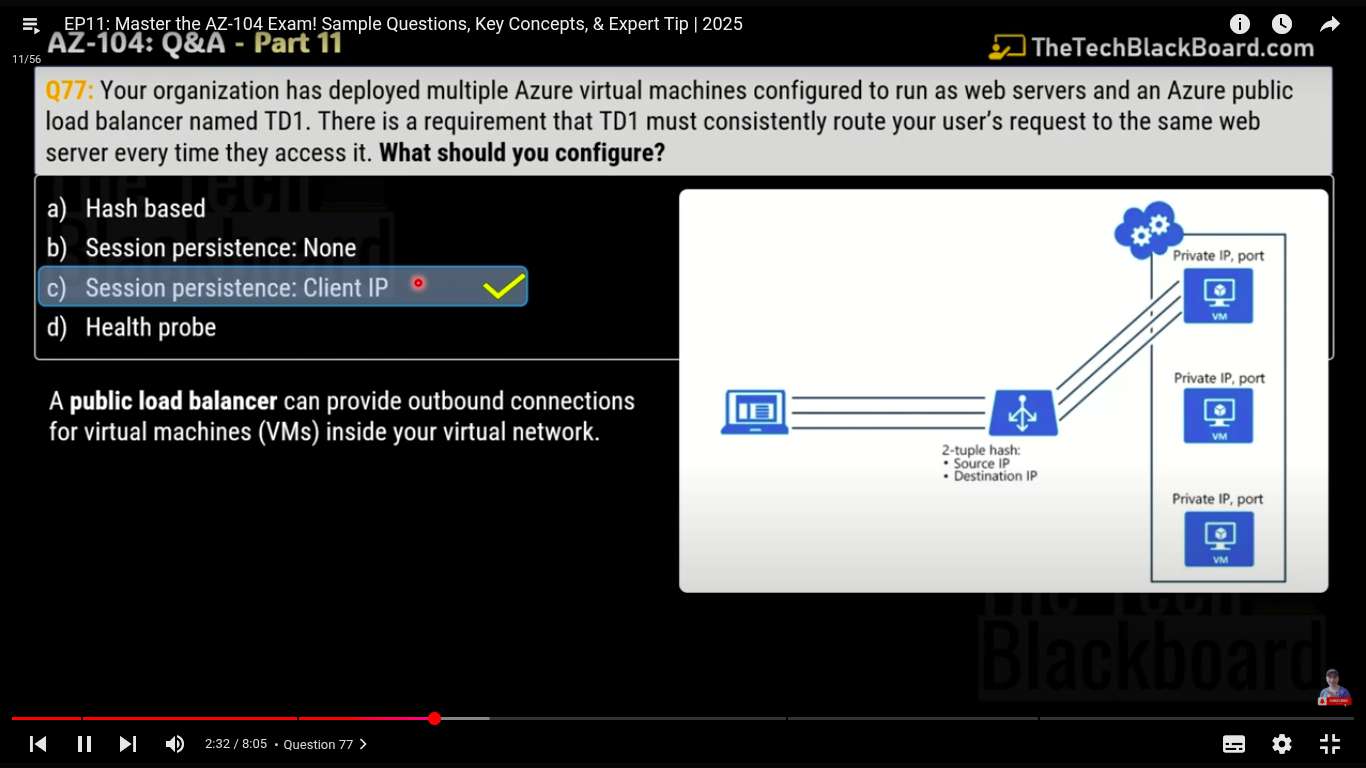 EP11: Master the AZ-104 Exam! Sample Questions, Key Concepts, & Expert Tip | 2025
11/56
AZ-104: Q&A - Part 11
TheTechBlackBoard.com
Q77: Your organization has deployed multiple Azure virtual machines configured to run as web servers and an Azure public
load balancer named TD1. There is a requirement that TD1 must consistently route your user's request to the same web
server every time they access it. What should you configure?
a) Hash based
b) Session persistence: None
c) Session persistence: Client IP
d) Health probe
A public load balancer can provide outbound connections
for virtual machines (VMs) inside your virtual network.
Private IP, port
VM
Private IP, port
VM
2-tuple hash:
• Source IP
• Destination IP
Private IP, port
VM
The Tech
Blackboard
The Tech
Blackboard
2:32 / 8:05 • Question 77